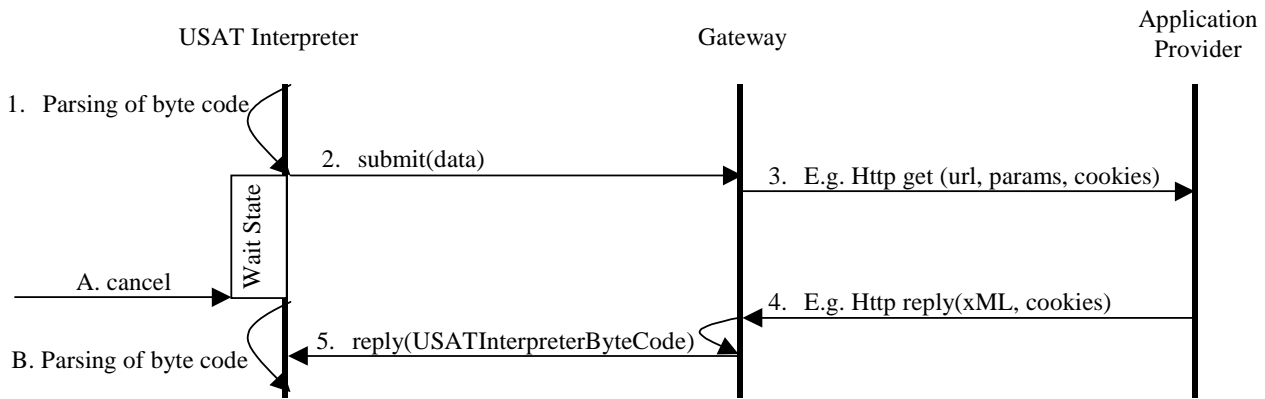 USAT Interpreter
Gateway
Application
Provider
1. Parsing of byte code
2. submit(data)
3. E.g. Http get (url, params, cookies)
Wait State
A. cancel
4. E.g. Http reply(xML, cookies)
5. reply(USATInterpreterByteCode)
B. Parsing of byte code